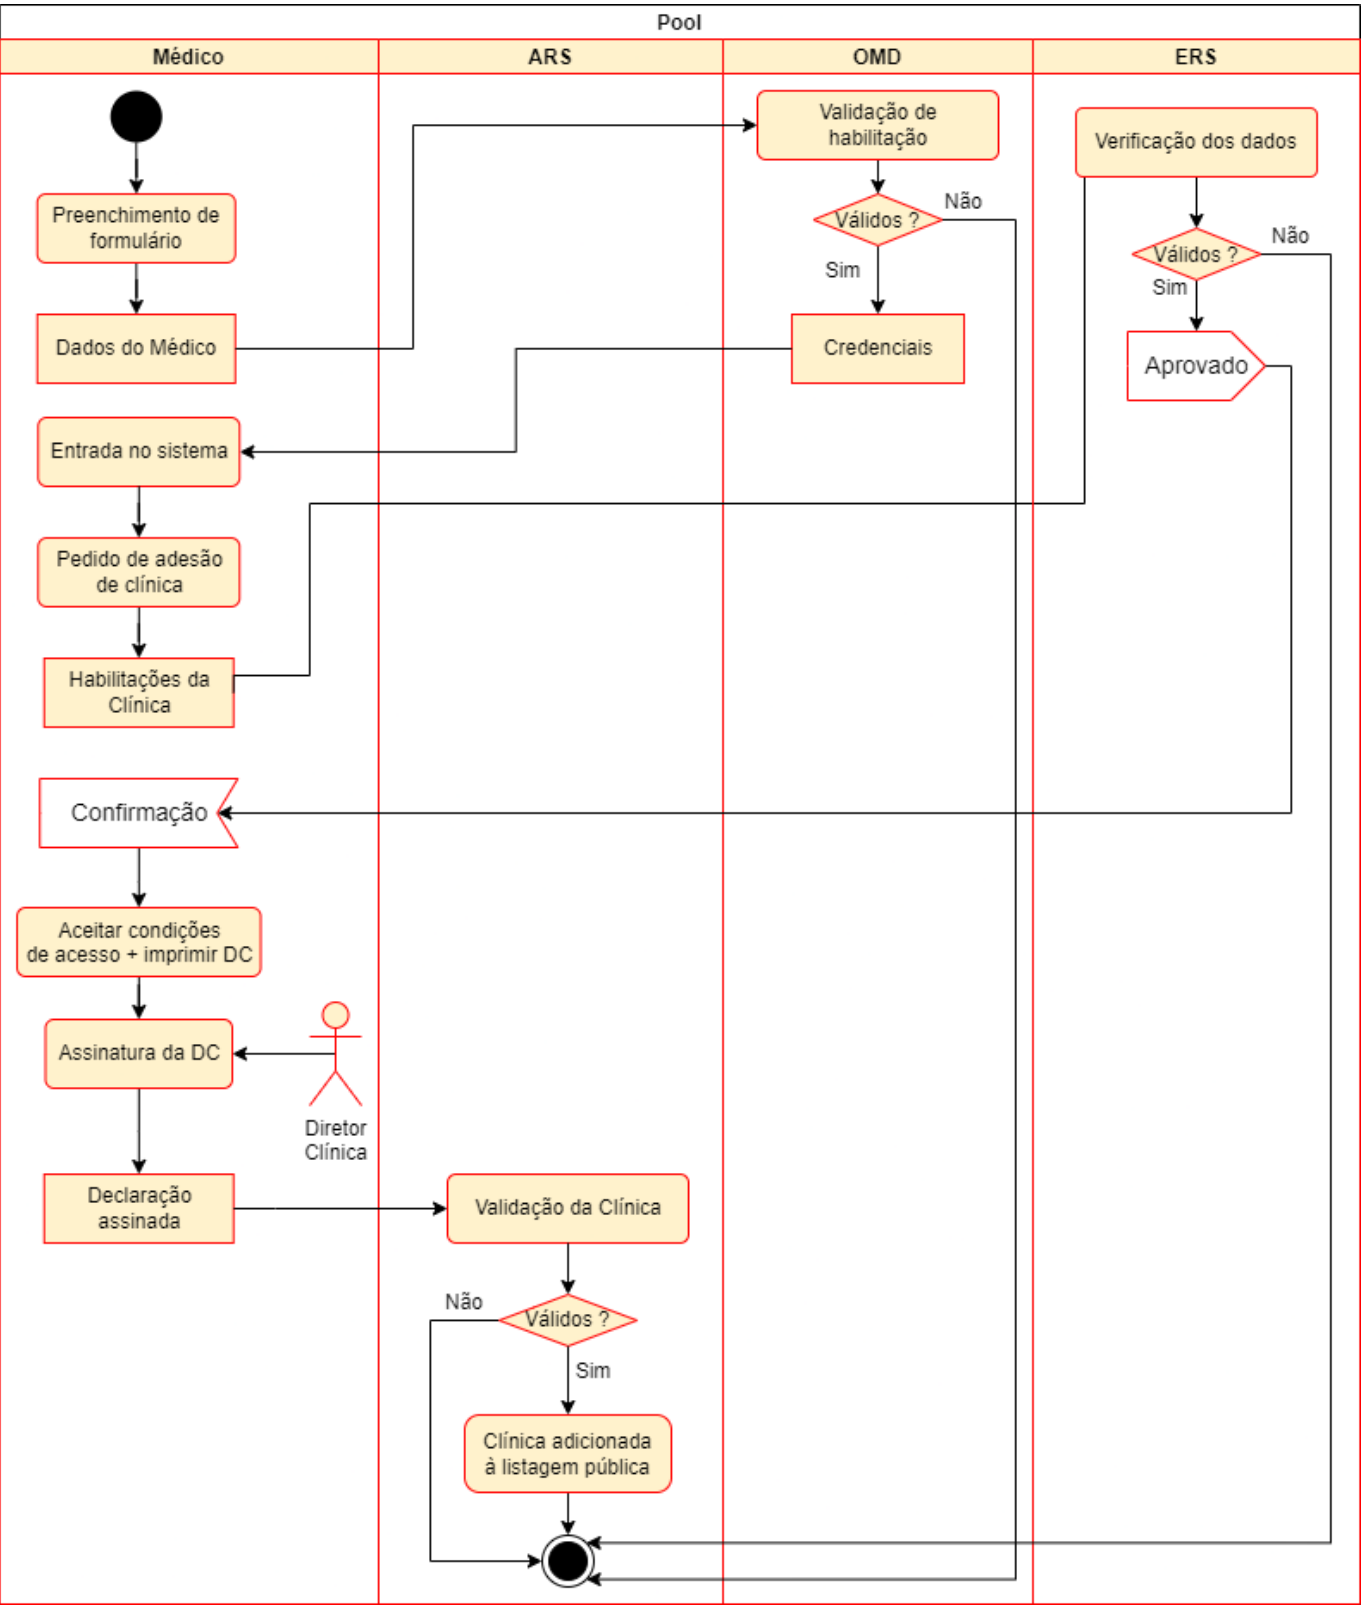 Pool
Médico
ARS
OMD
ERS
Preenchimento de
formulário
Dados do Médico
Entrada no sistema
Pedido de adesão
de clínica
Habilitações da
Clínica
Confirmação
Aceitar condições
de acesso + imprimir DC
Assinatura da DC
Diretor
Clínica
Declaração
assinada
Validação da Clínica
Não
Válidos ?
Sim
Clínica adicionada
à listagem pública
Validação de
habilitação
Não
Válidos ?
Sim
Credenciais
Verificação dos dados
Não
Válidos ?
Sim
Aprovado